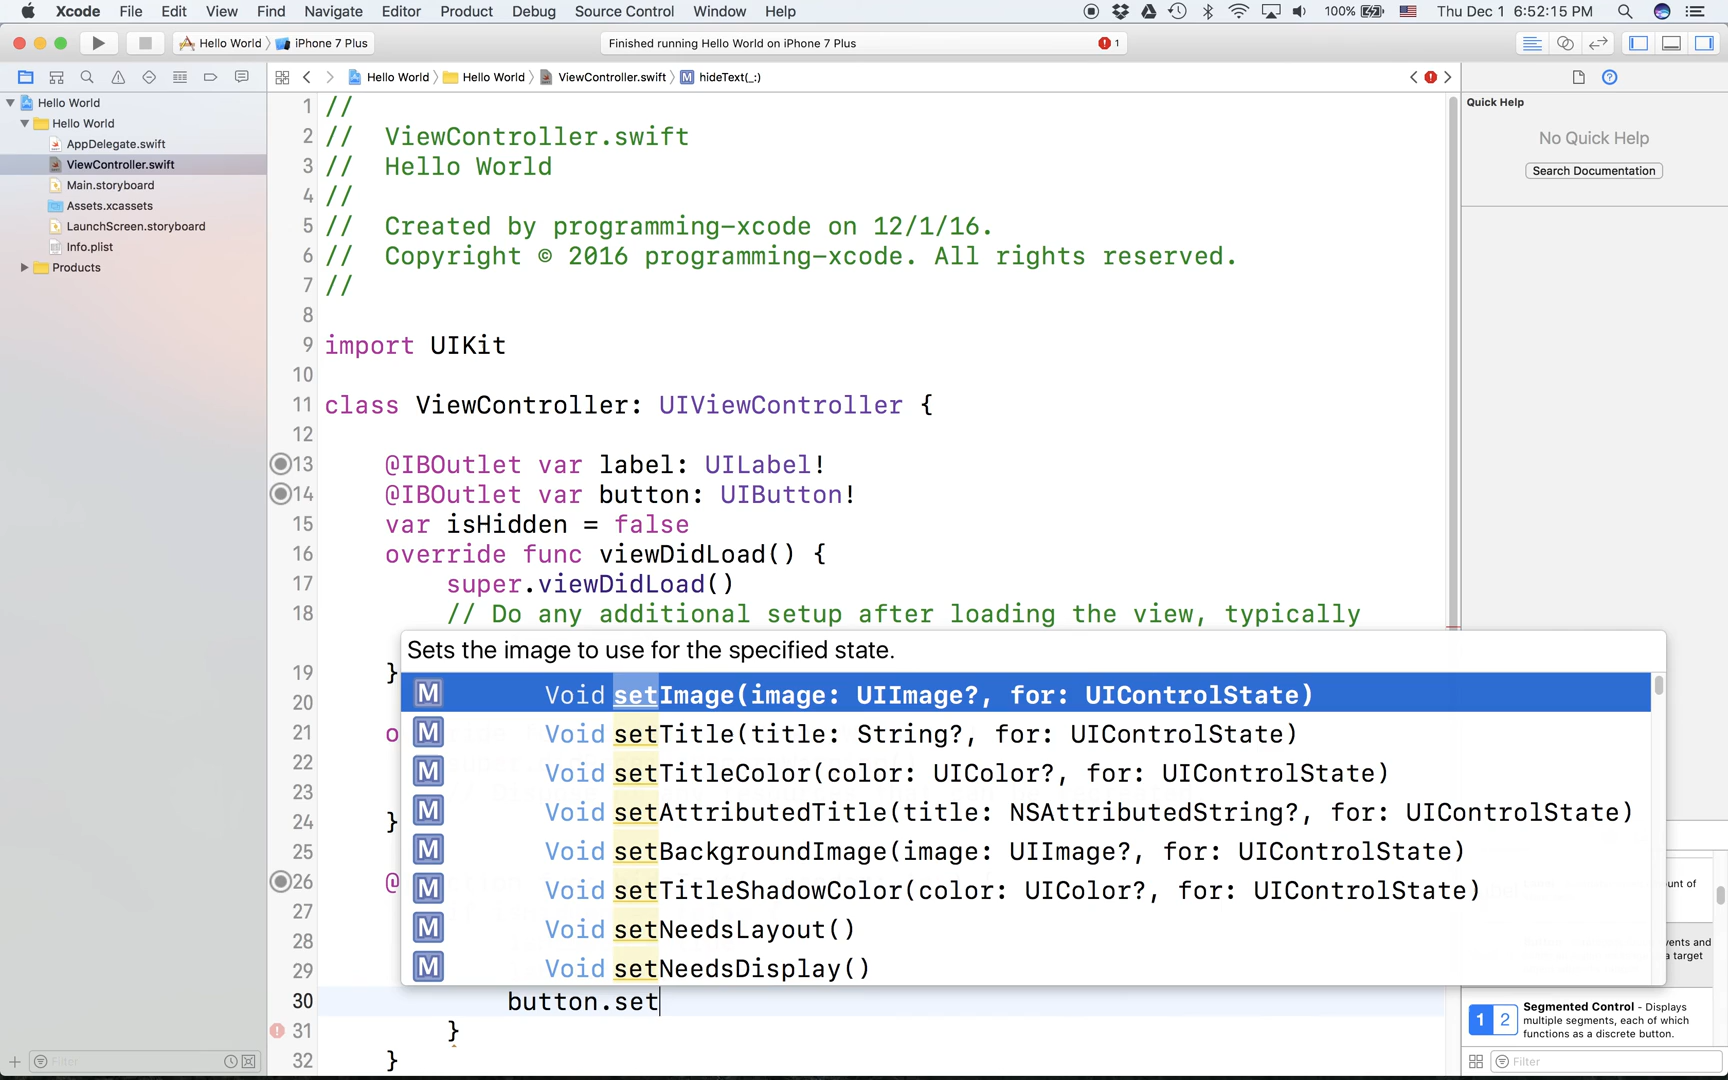 Xcode File Edit View Find Navigate Editor Product Debug Source Control Window Help 100% Thu Dec 1 6:52:15 PM
Hello World iPhone 7 Plus Finished running Hello World on iPhone 7 Plus 1
Hello World Hello World ViewController.swift M hideText(_:)
Hello World
Hello World
AppDelegate.swift
ViewController.swift
Main.storyboard
Assets.xcassets
LaunchScreen.storyboard
Info.plist
Products
Filter
1 //
2 // ViewController.swift
3 // Hello World
4 //
5 // Created by programming-xcode on 12/1/16.
6 // Copyright © 2016 programming-xcode. All rights reserved.
7 //
8
9 import UIKit
10
11 class ViewController: UIViewController {
12
13 @IBOutlet var label: UILabel!
14 @IBOutlet var button: UIButton!
15 var isHidden = false
16 override func viewDidLoad() {
17 super.viewDidLoad()
18 // Do any additional setup after loading the view, typically
Sets the image to use for the specified state.
M Void setImage(image: UIImage?, for: UIControlState)
M Void setTitle(title: String?, for: UIControlState)
M Void setTitleColor(color: UIColor?, for: UIControlState)
M Void setAttributedTitle(title: NSAttributedString?, for: UIControlState)
M Void setBackgroundImage(image: UIImage?, for: UIControlState)
M Void setTitleShadowColor(color: UIColor?, for: UIControlState)
M Void setNeedsLayout()
M Void setNeedsDisplay()
19 }
20
21 o
22
23
24 }
25
26 @
27
28
29
30 button.set
31 }
32 }
Quick Help
No Quick Help
Search Documentation
unt of
vents and
a target
1 2 Segmented Control - Displays
multiple segments, each of which
functions as a discrete button.
Filter